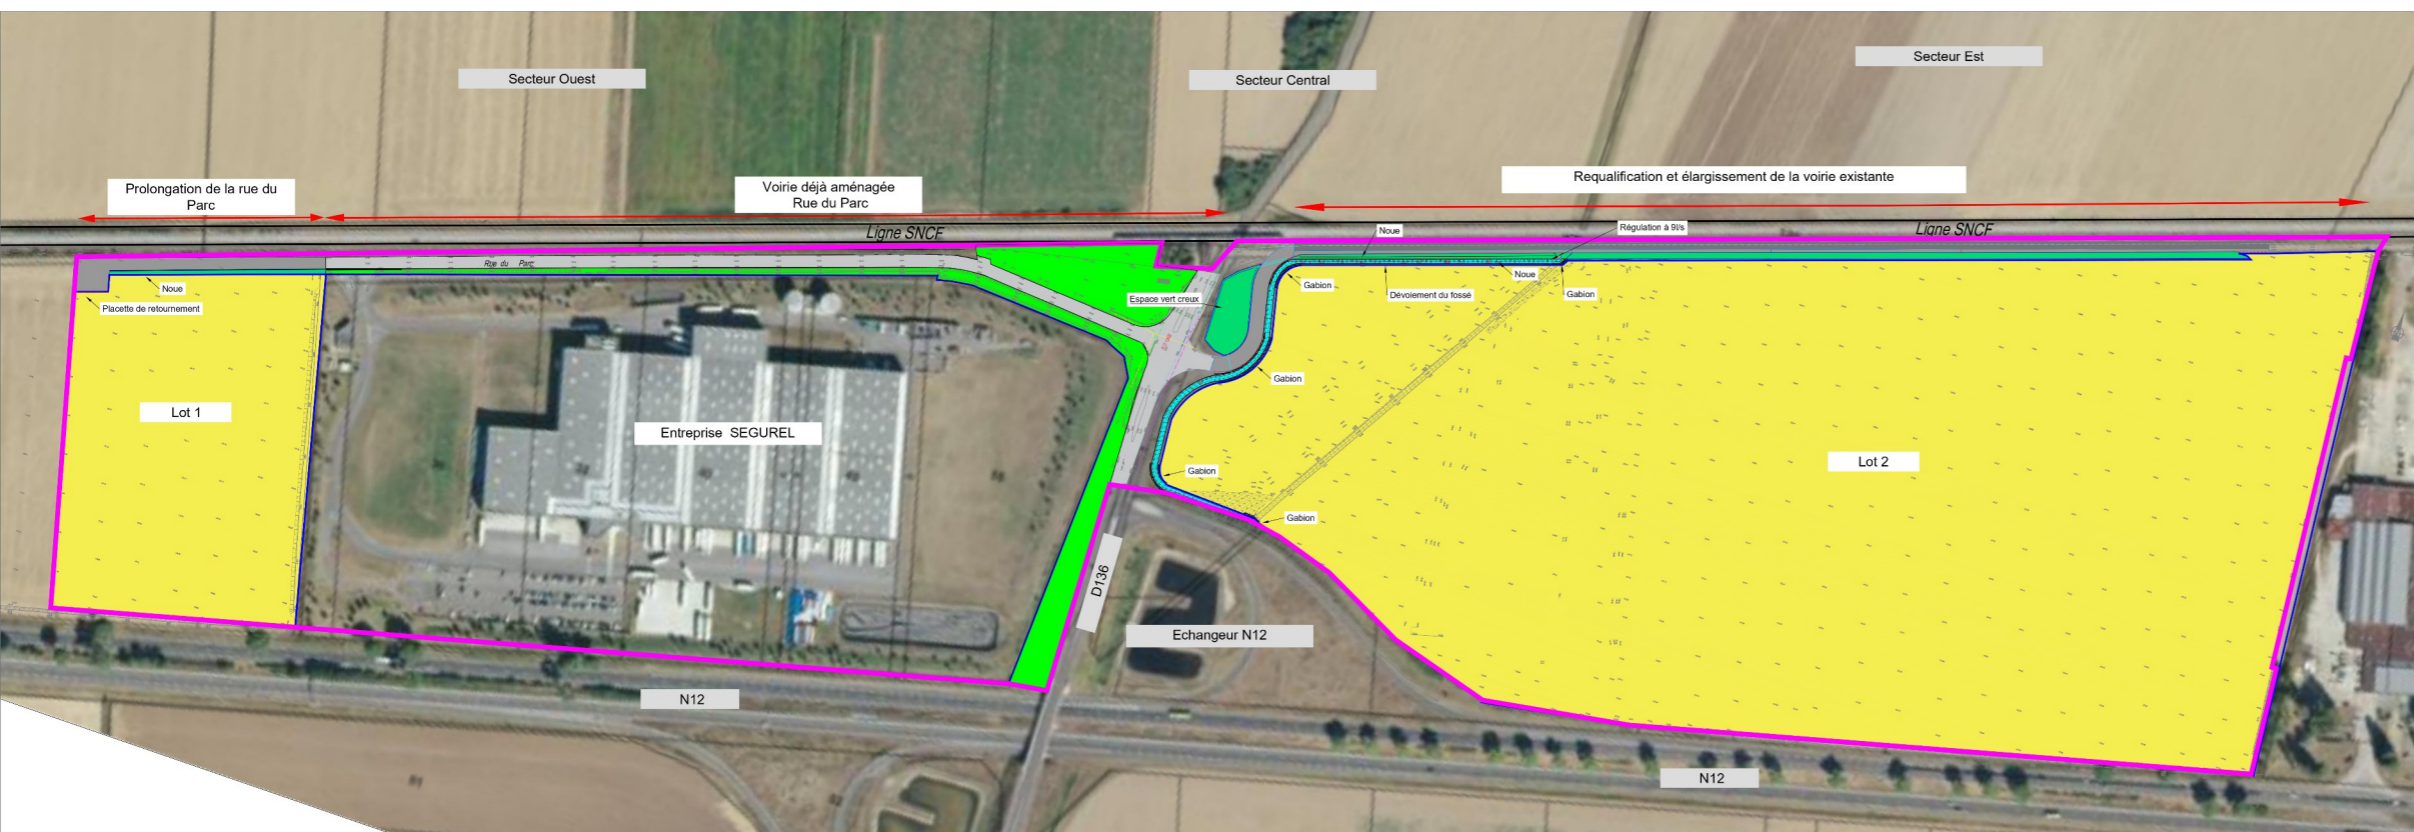 Secteur Ouest
Secteur Central
Secteur Est
Prolongation de la rue du
Parc
Voirie déjà aménagée
Rue du Parc
Requalification et élargissement de la voirie existante
Ligne SNCF
Ligne SNCF
Noue
Régulation à 9l/s
Rue du Parc
Noue
Placette de retournement
Espace vert creux
Gabion
Dévoiement du fossé
Noue
Gabion
Gabion
Lot 1
Entreprise SEGUREL
Gabion
Lot 2
Gabion
D136
Echangeur N12
N12
N12